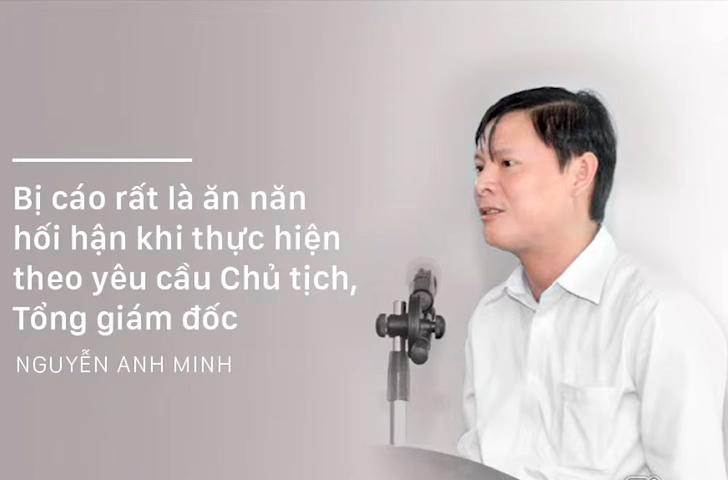 Bị cáo rất là ăn năn
hối hận khi thực hiện
theo yêu cầu Chủ tịch,
Tổng giám đốc
NGUYỄN ANH MINH